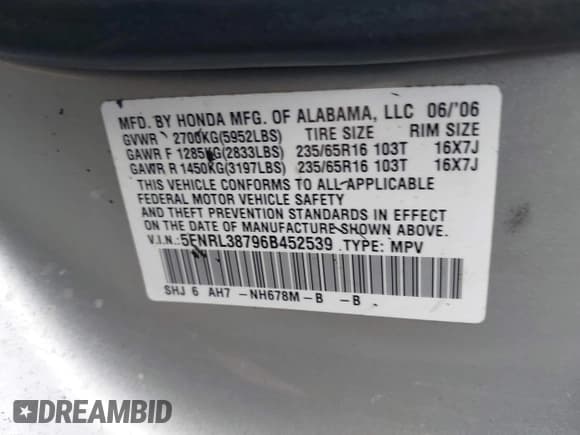 MFD. BY HONDA MFG. OF ALABAMA, LLC 06/'06
GVWR 2700KG(5952LBS) TIRE SIZE RIM SIZE
GAWR F 1285KG(2833LBS) 235/65R16 103T 16X7J
GAWR R 1450KG(3197LBS) 235/65R16 103T 16X7J
THIS VEHICLE CONFORMS TO ALL APPLICABLE
FEDERAL MOTOR VEHICLE SAFETY
AND THEFT PREVENTION STANDARDS IN EFFECT
ON THE DATE OF MANUFACTURE SHOWN ABOVE.
V.I.N.:5FNRL38796B452539 TYPE: MPV
SHJ 6 AH7 -NH678M-B -B
DREAMBID